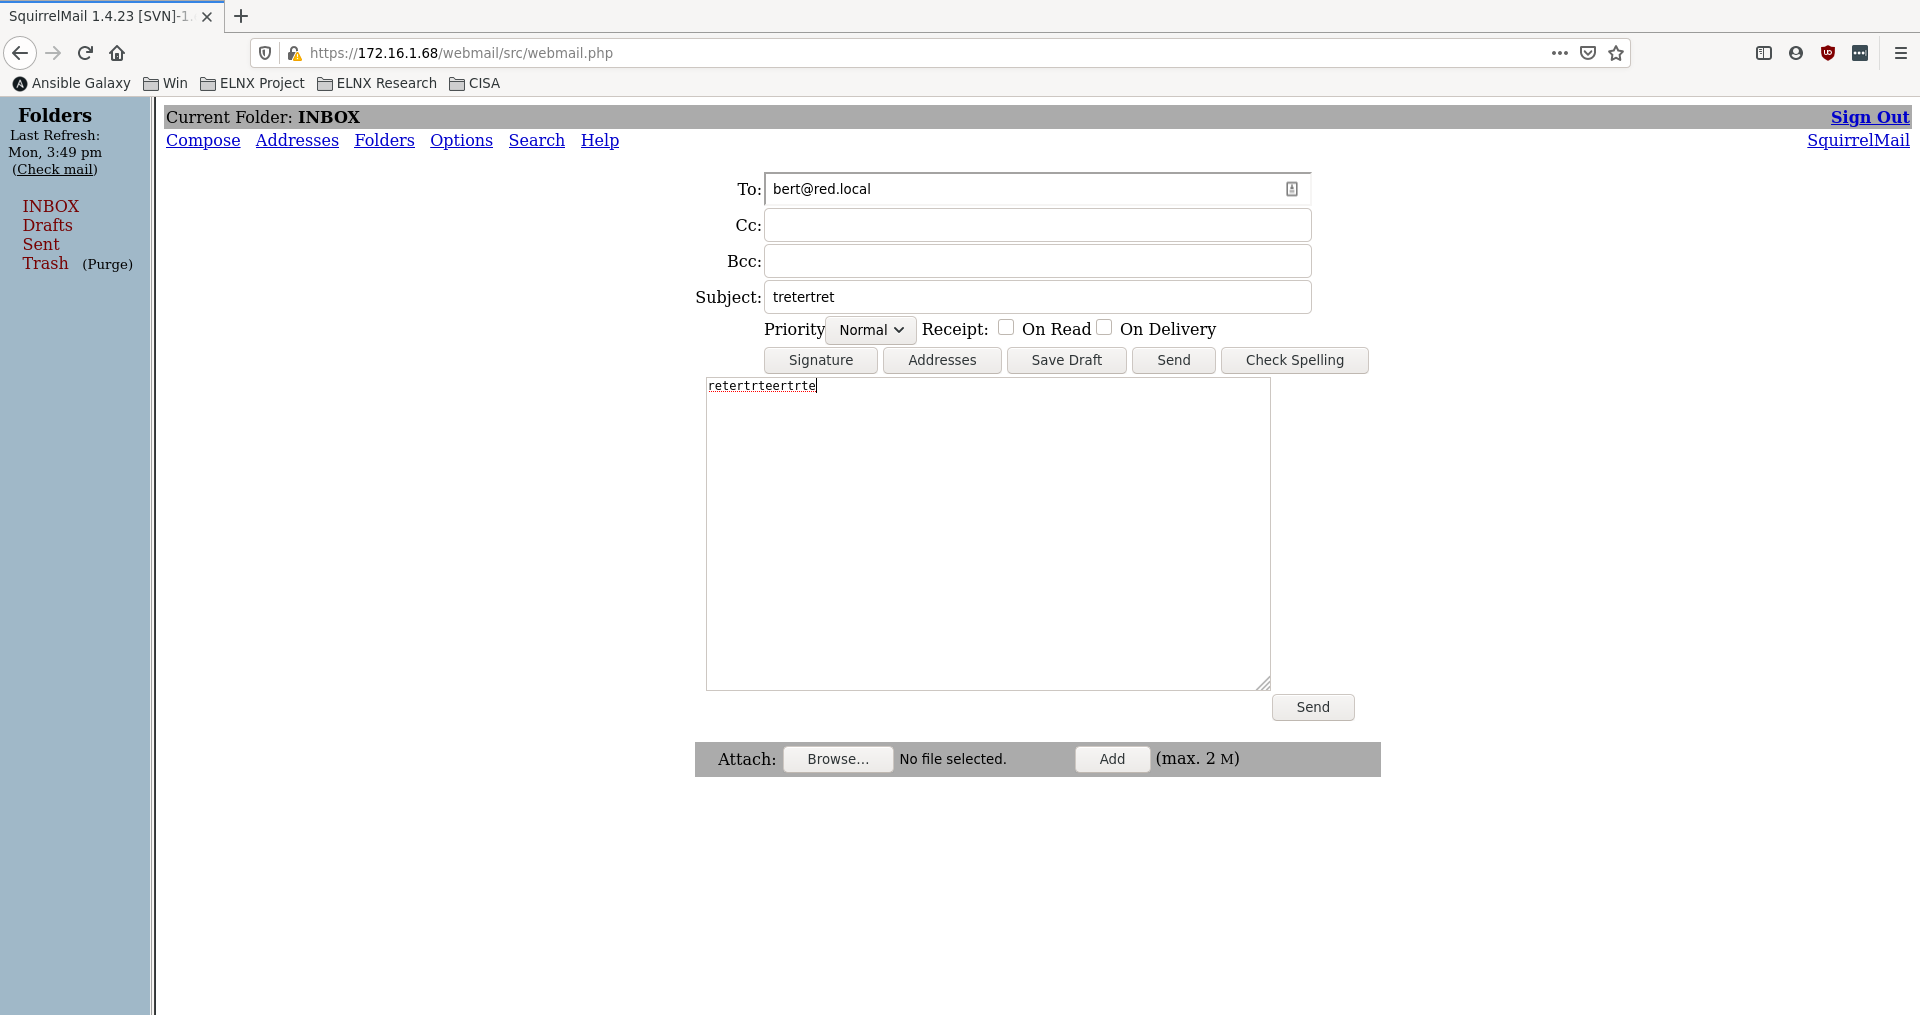 SquirrelMail 1.4.23 [SVN]-1.
https://172.16.1.68/webmail/src/webmail.php
Ansible Galaxy Win ELNX Project ELNX Research CISA
Folders
Last Refresh:
Mon, 3:49 pm
(Check mail)
INBOX
Drafts
Sent
Trash (Purge)
Current Folder: INBOX Sign Out
Compose Addresses Folders Options Search Help SquirrelMail
To: bert@red.local
Cc:
Bcc:
Subject: tretertret
Priority Normal Receipt: On Read On Delivery
Signature Addresses Save Draft Send Check Spelling
retertrteertrte
Send
Attach: Browse... No file selected. Add (max. 2 M)